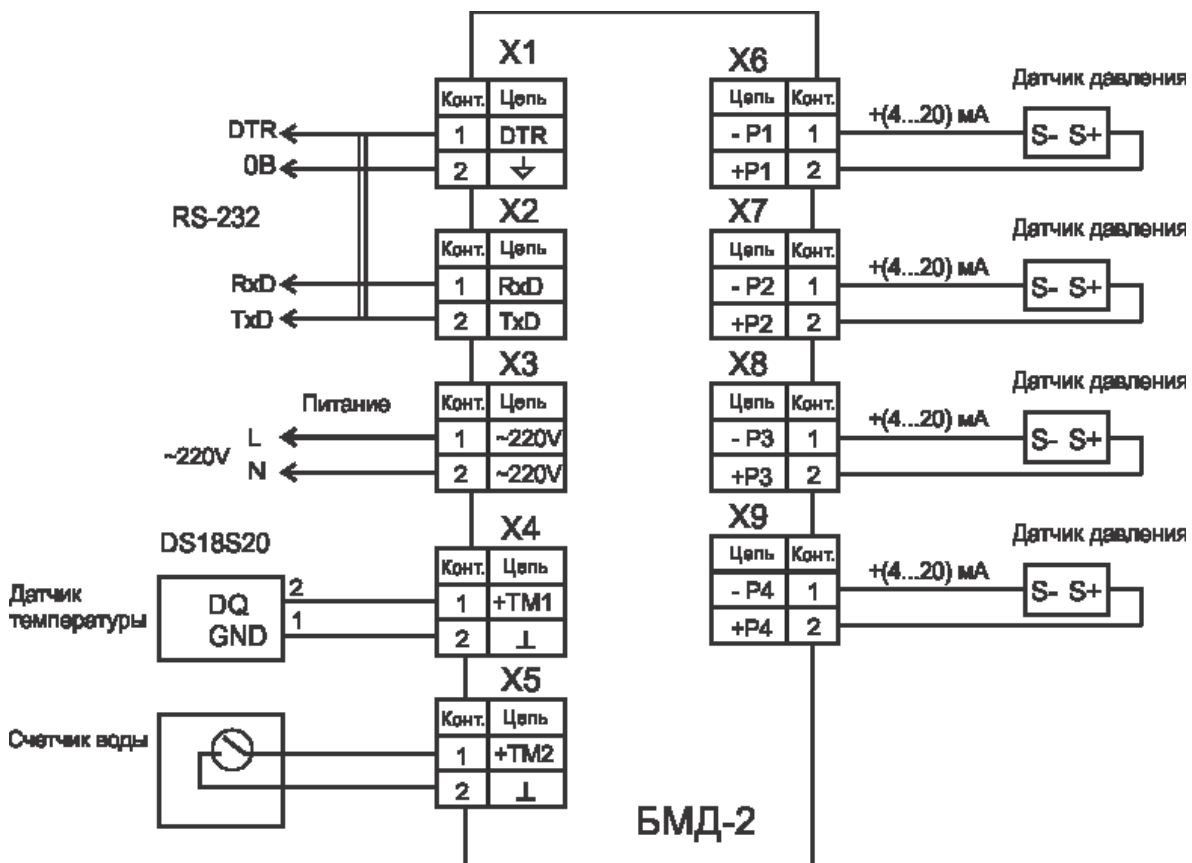 X1
Конт. Цепь
DTR 1 DTR
0В 2
RS-232
X2
Конт. Цепь
RxD 1 RxD
TxD 2 TxD
X3
Питание Конт. Цепь
~220V L 1 ~220V
N 2 ~220V
X4
DS18S20
Конт. Цепь
Датчик температуры
DQ 2 1 +TM1
GND 1 2 ⊥
X5
Конт. Цепь
Счетчик воды
1 +TM2
2 ⊥
X6
Датчик давления
Цепь Конт.
- P1 1 +(4...20) мА S- S+
+P1 2
X7
Датчик давления
Цепь Конт.
- P2 1 +(4...20) мА S- S+
+P2 2
X8
Датчик давления
Цепь Конт.
- P3 1 +(4...20) мА S- S+
+P3 2
X9
Датчик давления
Цепь Конт.
- P4 1 +(4...20) мА S- S+
+P4 2
БМД-2